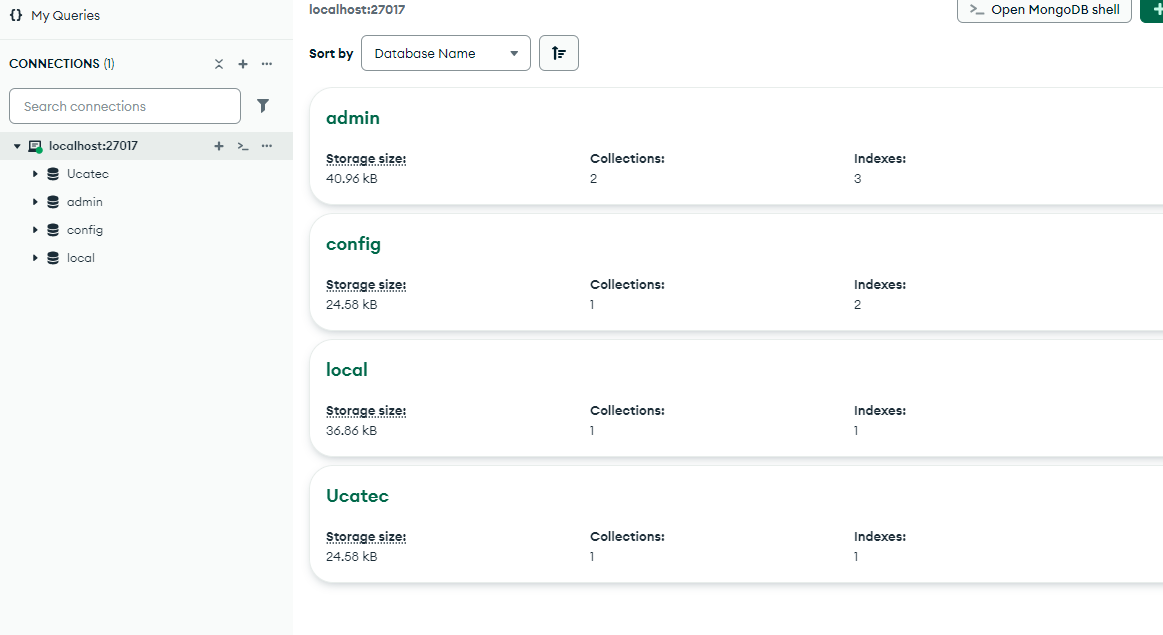 {} My Queries
CONNECTIONS (1)
Search connections
localhost:27017
Ucatec
admin
config
local
localhost:27017
>_ Open MongoDB shell
Sort by Database Name
admin
Storage size: Collections: Indexes:
40.96 kB 2 3
config
Storage size: Collections: Indexes:
24.58 kB 1 2
local
Storage size: Collections: Indexes:
36.86 kB 1 1
Ucatec
Storage size: Collections: Indexes:
24.58 kB 1 1